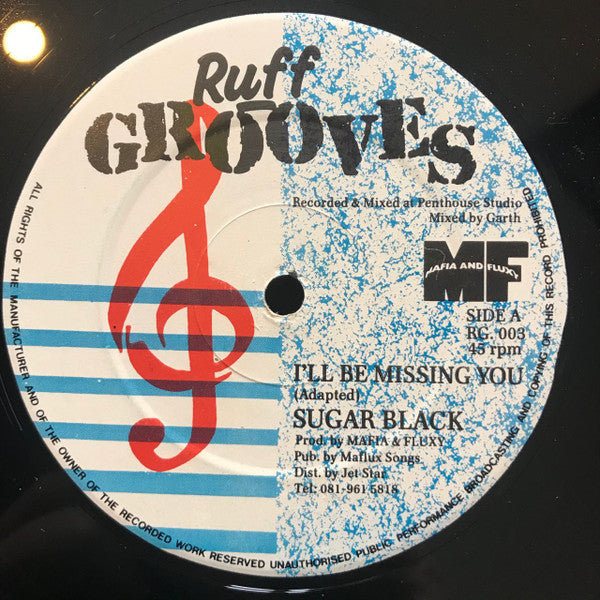 Ruff
GROOVES
Recorded & Mixed at Penthouse Studio
Mixed by Garth
MF
MAFIA AND FLUXY
SIDE A
RG. 003
45 rpm
I'LL BE MISSING YOU
(Adapted)
SUGAR BLACK
Prod. by MAFIA & FLUXY
Pub. by Maflux Songs
Dist. by Jet Star
Tel: 081-961 5818
ALL RIGHTS OF THE MANUFACTURER AND OF THE OWNER OF THE RECORDED WORK RESERVED UNAUTHORISED PUBLIC PERFORMANCE BROADCASTING AND COPYING OF THIS RECORD PROHIBITED